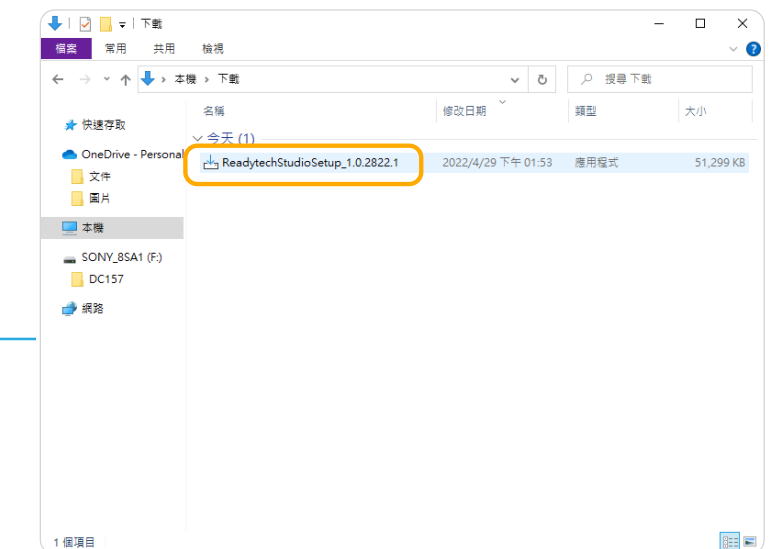 下載
檔案 常用 共用 檢視
本機 › 下載 搜尋 下載
名稱 修改日期 類型 大小
快速存取
今天 (1)
OneDrive - Personal
ReadytechStudioSetup_1.0.2822.1 2022/4/29 下午 01:53 應用程式 51,299 KB
文件
圖片
本機
SONY_8SA1 (F:)
DC157
網路
1 個項目